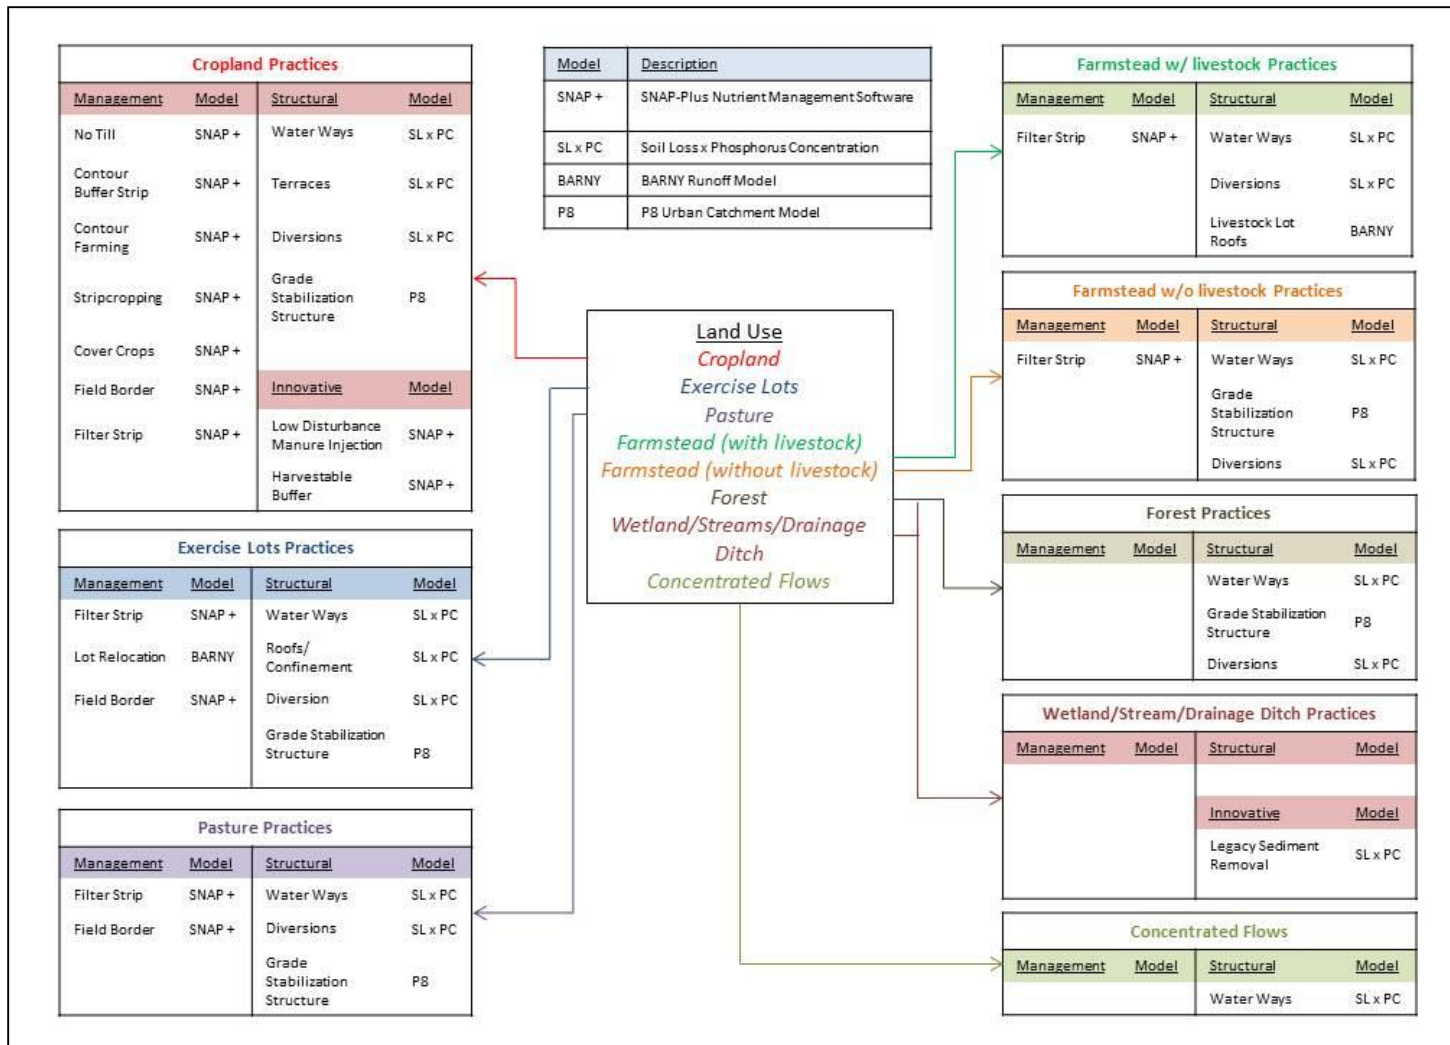 Cropland Practices
Management Model Structural Model
No Till SNAP + Water Ways SL x PC
Contour
Buffer Strip SNAP + Terraces SL x PC
Contour
Farming SNAP + Diversions SL x PC
Stripcropping SNAP + Grade
Stabilization
Structure P8
Cover Crops SNAP +
Field Border SNAP + Innovative Model
Filter Strip SNAP + Low Disturbance
Manure Injection SNAP +
Harvestable
Buffer SNAP +
Exercise Lots Practices
Management Model Structural Model
Filter Strip SNAP + Water Ways SL x PC
Lot Relocation BARNY Roofs/
Confinement SL x PC
Field Border SNAP + Diversion SL x PC
Grade Stabilization
Structure P8
Pasture Practices
Management Model Structural Model
Filter Strip SNAP + Water Ways SL x PC
Field Border SNAP + Diversions SL x PC
Grade
Stabilization
Structure P8
Model Description
SNAP + SNAP-Plus Nutrient Management Software
SL x PC Soil Loss x Phosphorus Concentration
BARNY BARNY Runoff Model
P8 P8 Urban Catchment Model
Land Use
Cropland
Exercise Lots
Pasture
Farmstead (with livestock)
Farmstead (without livestock)
Forest
Wetland/Streams/Drainage
Ditch
Concentrated Flows
Farmstead w/ livestock Practices
Management Model Structural Model
Filter Strip SNAP + Water Ways SL x PC
Diversions SL x PC
Livestock Lot
Roofs BARNY
Farmstead w/o livestock Practices
Management Model Structural Model
Filter Strip SNAP + Water Ways SL x PC
Grade
Stabilization
Structure P8
Diversions SL x PC
Forest Practices
Management Model Structural Model
Water Ways SL x PC
Grade Stabilization
Structure P8
Diversions SL x PC
Wetland/Stream/Drainage Ditch Practices
Management Model Structural Model
Innovative Model
Legacy Sediment
Removal SL x PC
Concentrated Flows
Management Model Structural Model
Water Ways SL x PC